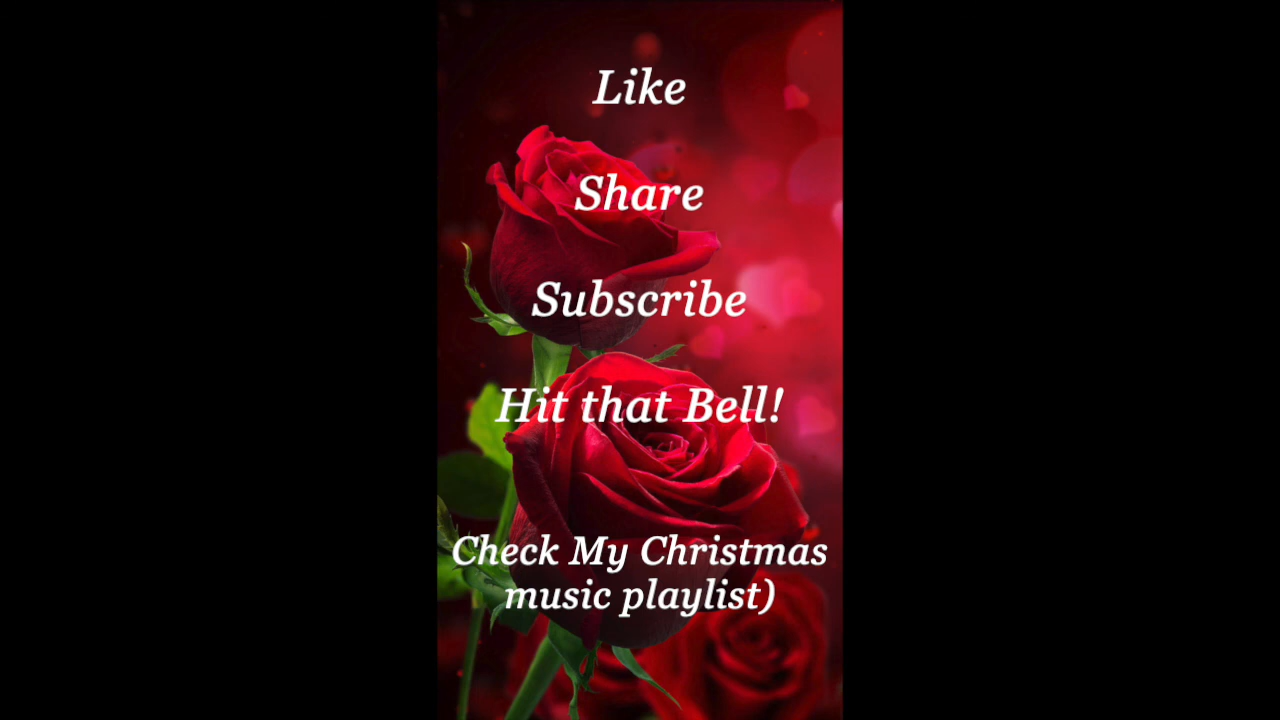 Like
Share
Subscribe
Hit that Bell!
Check My Christmas
music playlist)